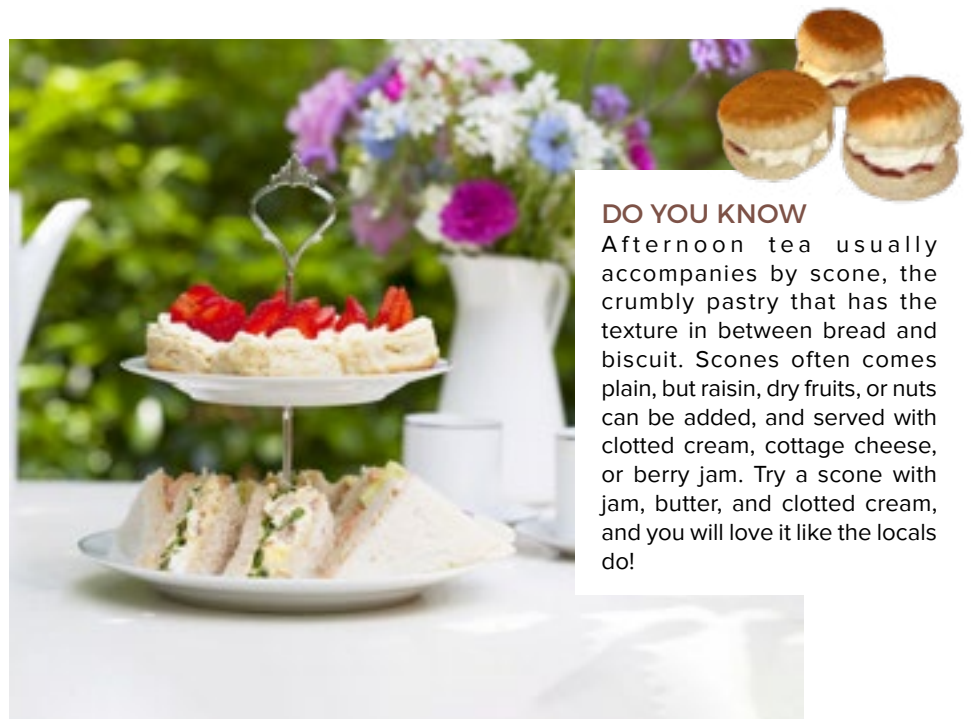 DO YOU KNOW
Afternoon tea usually
accompanies by scone, the
crumbly pastry that has the
texture in between bread and
biscuit. Scones often comes
plain, but raisin, dry fruits, or nuts
can be added, and served with
clotted cream, cottage cheese,
or berry jam. Try a scone with
jam, butter, and clotted cream,
and you will love it like the locals
do!